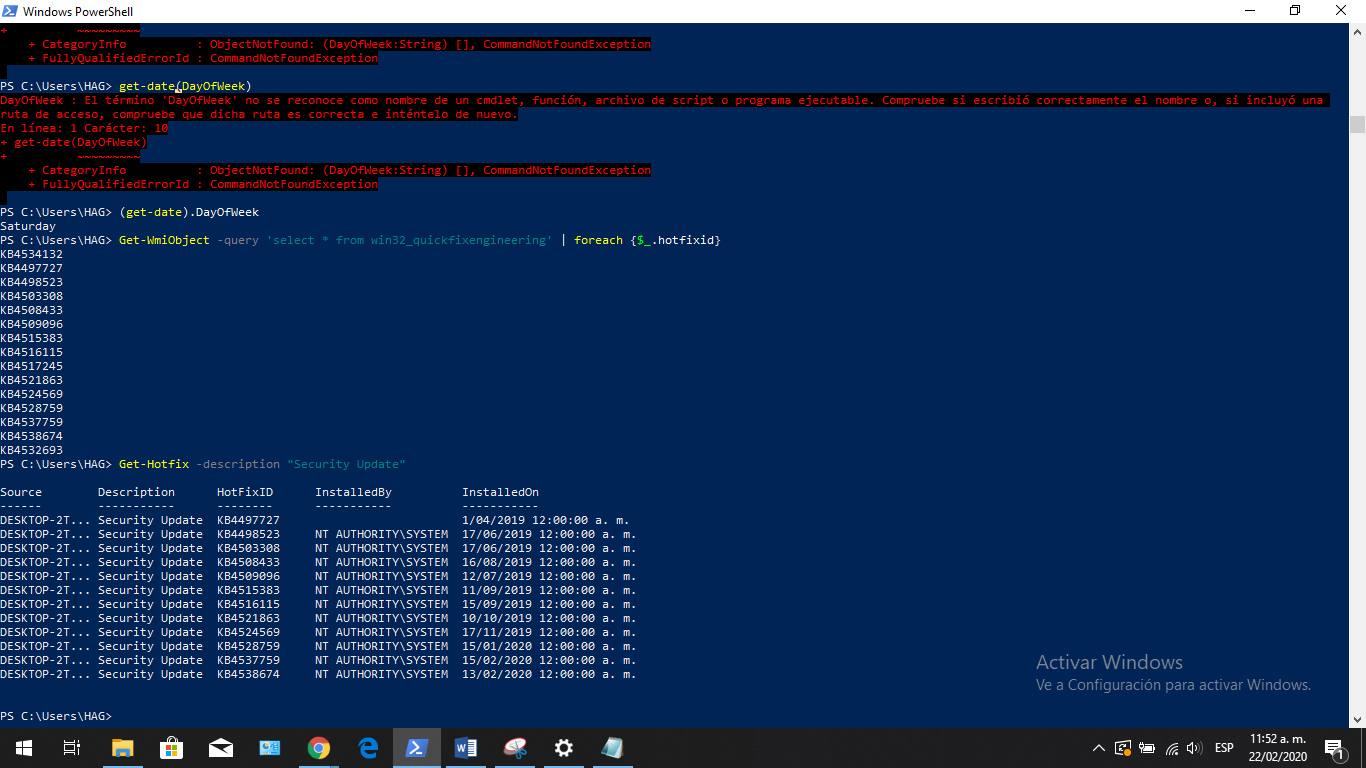 Windows PowerShell
+ ~~~~~~~~~
+ CategoryInfo : ObjectNotFound: (DayOfWeek:String) [], CommandNotFoundException
+ FullyQualifiedErrorId : CommandNotFoundException
PS C:\Users\HAG> get-date(DayOfWeek)
DayOfWeek : El término 'DayOfWeek' no se reconoce como nombre de un cmdlet, función, archivo de script o programa ejecutable. Compruebe si escribió correctamente el nombre o, si incluyó una
ruta de acceso, compruebe que dicha ruta es correcta e inténtelo de nuevo.
En línea: 1 Carácter: 10
+ get-date(DayOfWeek)
+ ~~~~~~~~~
+ CategoryInfo : ObjectNotFound: (DayOfWeek:String) [], CommandNotFoundException
+ FullyQualifiedErrorId : CommandNotFoundException
PS C:\Users\HAG> (get-date).DayOfWeek
Saturday
PS C:\Users\HAG> Get-WmiObject -query 'select * from win32_quickfixengineering' | foreach {$_.hotfixid}
KB4534132
KB4497727
KB4498523
KB4503308
KB4508433
KB4509096
KB4515383
KB4516115
KB4517245
KB4521863
KB4524569
KB4528759
KB4537759
KB4538674
KB4532693
PS C:\Users\HAG> Get-Hotfix -description "Security Update"
Source Description HotFixID InstalledBy InstalledOn
------ ----------- -------- ----------- -----------
DESKTOP-2T... Security Update KB4497727 1/04/2019 12:00:00 a. m.
DESKTOP-2T... Security Update KB4498523 NT AUTHORITY\SYSTEM 17/06/2019 12:00:00 a. m.
DESKTOP-2T... Security Update KB4503308 NT AUTHORITY\SYSTEM 17/06/2019 12:00:00 a. m.
DESKTOP-2T... Security Update KB4508433 NT AUTHORITY\SYSTEM 16/08/2019 12:00:00 a. m.
DESKTOP-2T... Security Update KB4509096 NT AUTHORITY\SYSTEM 12/07/2019 12:00:00 a. m.
DESKTOP-2T... Security Update KB4515383 NT AUTHORITY\SYSTEM 11/09/2019 12:00:00 a. m.
DESKTOP-2T... Security Update KB4516115 NT AUTHORITY\SYSTEM 15/09/2019 12:00:00 a. m.
DESKTOP-2T... Security Update KB4521863 NT AUTHORITY\SYSTEM 10/10/2019 12:00:00 a. m.
DESKTOP-2T... Security Update KB4524569 NT AUTHORITY\SYSTEM 17/11/2019 12:00:00 a. m.
DESKTOP-2T... Security Update KB4528759 NT AUTHORITY\SYSTEM 15/01/2020 12:00:00 a. m.
DESKTOP-2T... Security Update KB4537759 NT AUTHORITY\SYSTEM 15/02/2020 12:00:00 a. m.
DESKTOP-2T... Security Update KB4538674 NT AUTHORITY\SYSTEM 13/02/2020 12:00:00 a. m.
PS C:\Users\HAG>
Activar Windows
Ve a Configuración para activar Windows.
ESP
11:52 a. m.
22/02/2020
1